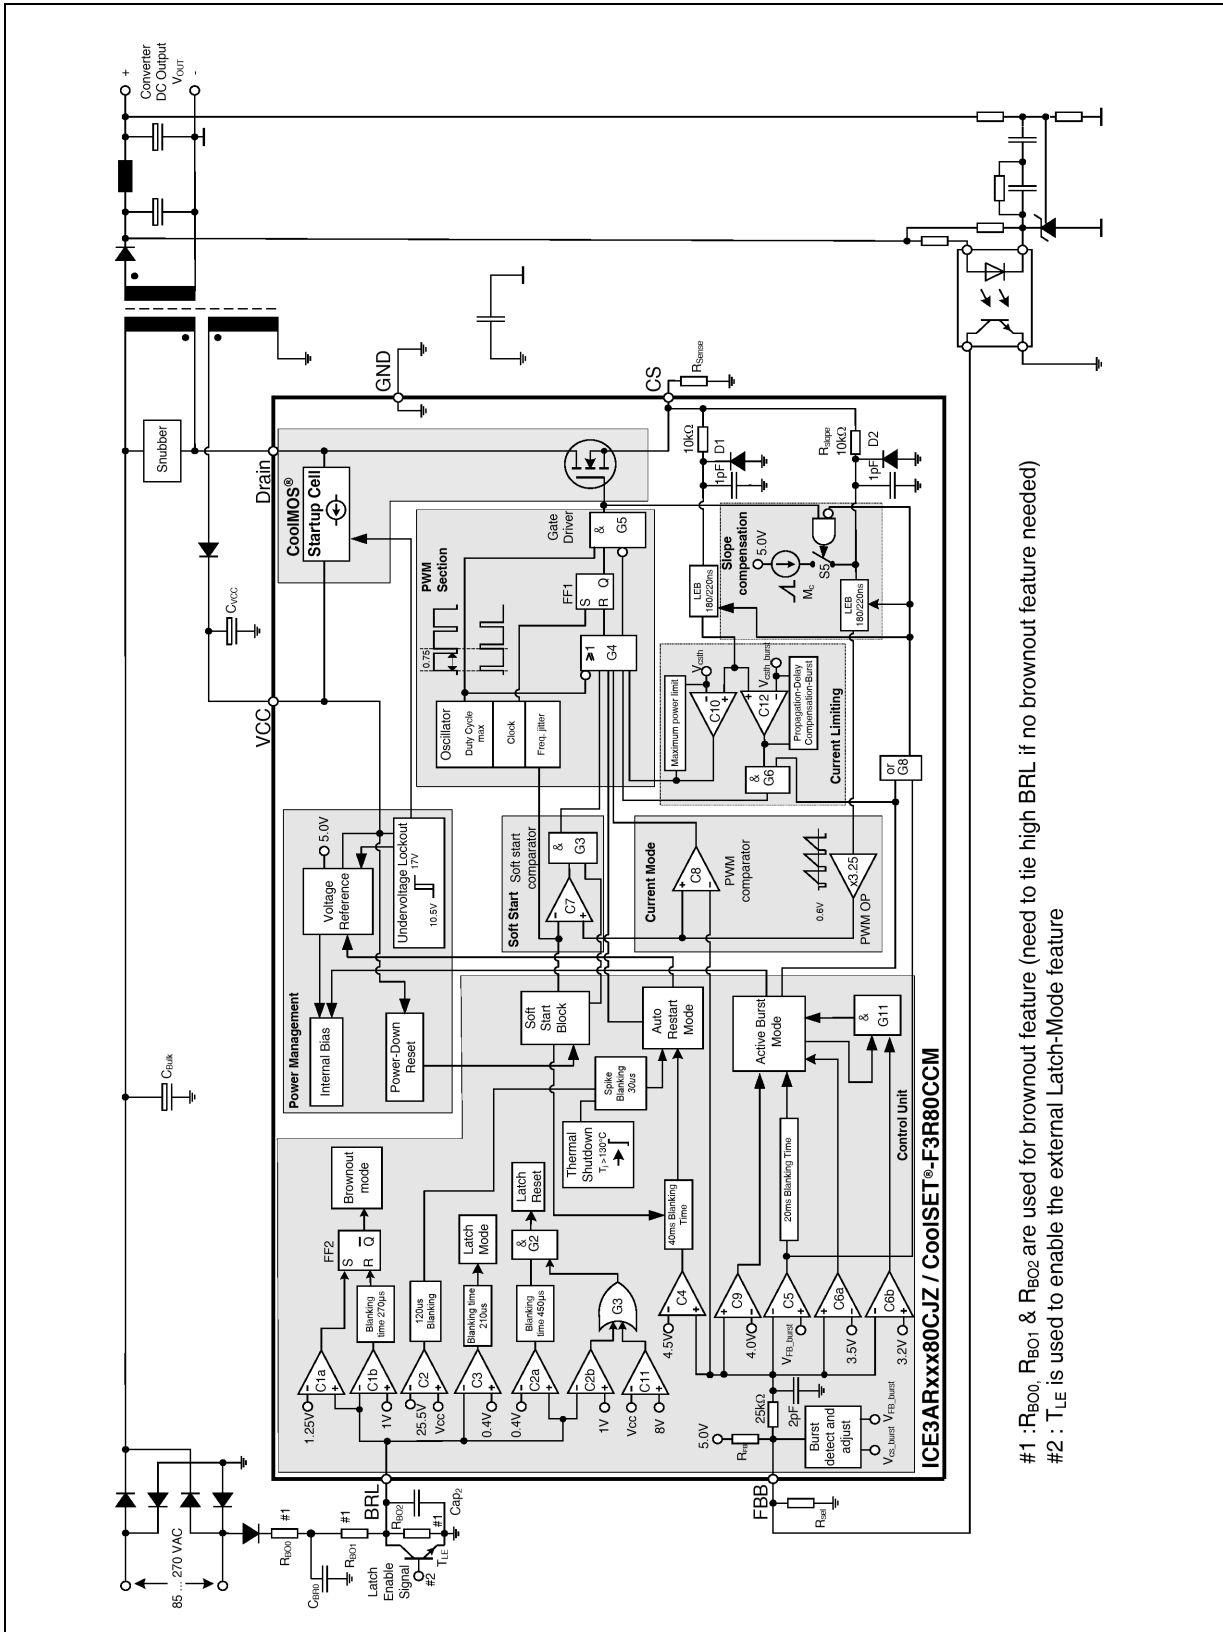 +
Converter
DC Output
VOUT
-
Snubber
CVCC
CBulk
85 ... 270 VAC
RBO0
#1
CBR0
RBO1
#1
RBO2
#1
Cap2
Latch
Enable
Signal
#2
TLE
BRL
VCC
Drain
GND
CS
RSense
FBB
Rsel
Power Management
Internal Bias
Voltage
Reference
5.0V
Power-Down
Reset
Undervoltage Lockout
17V
10.5V
CoolMOS®
Startup Cell
PWM
Section
0.75
Oscillator
Duty Cycle
max
Clock
Freq. jitter
FF1
S
R
Q
≥1
G4
Gate
Driver
&
G5
Soft Start
Soft start
comparator
C7
&
G3
Soft
Start
Block
Current Mode
C8
PWM
comparator
0.6V
x3.25
PWM OP
Current Limiting
Maximum power limit
Vcsth
C10
C12
Vcsth_burst
Propagation-Delay
Compensation-Burst
&
G6
or
G8
Slope
compensation
5.0V
Mc
S5
LEB
180/220ns
LEB
180/220ns
10kΩ
D1
1pF
Rslope
10kΩ
D2
1pF
1.25V
C1a
C1b
1V
25.5V
C2
Vcc
C3
0.4V
0.4V
C2a
C2b
1V
Vcc
C11
8V
FF2
S
R
Q
Brownout
mode
Blanking
time 270µs
120us
Blanking
Blanking time
210us
Latch
Mode
Blanking
time 450µs
&
G2
Latch
Reset
G3
Thermal
Shutdown
Tj >130°C
Spike
Blanking
30us
Auto
Restart
Mode
4.5V
C4
40ms Blanking
Time
C9
4.0V
C5
VFB_burst
20ms Blanking Time
C6a
3.5V
C6b
3.2V
Active Burst
Mode
&
G11
Control Unit
5.0V
RFB
25kΩ
2pF
Burst
detect and
adjust
VFB_burst
Vcs_burst
ICE3ARxxx80CJZ / CoolSET®-F3R80CCM
#1 :RBO0, RBO1 & RBO2 are used for brownout feature (need to tie high BRL if no brownout feature needed)
#2 : TLE is used to enable the external Latch-Mode feature